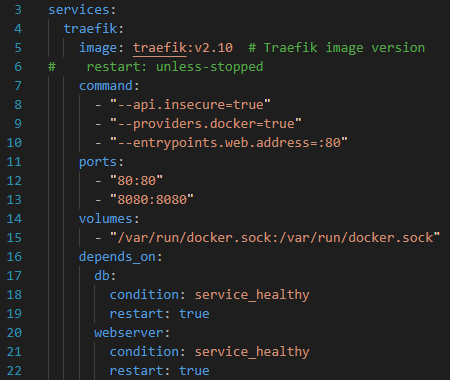 3 services:
4   traefik:
5     image: traefik:v2.10  # Traefik image version
6 #    restart: unless-stopped
7     command:
8       - "--api.insecure=true"
9       - "--providers.docker=true"
10       - "--entrypoints.web.address=:80"
11     ports:
12       - "80:80"
13       - "8080:8080"
14     volumes:
15       - "/var/run/docker.sock:/var/run/docker.sock"
16     depends_on:
17       db:
18         condition: service_healthy
19         restart: true
20       webserver:
21         condition: service_healthy
22         restart: true